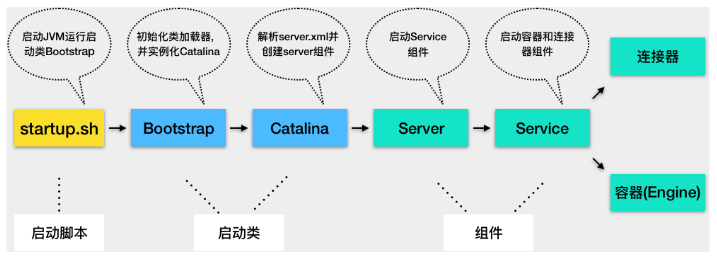 启动JVM运行启
动类Bootstrap
初始化类加载器,
并实例化Catalina
解析server.xml并
创建server组件
启动Service
组件
启动容器和连接
器组件
连接器
startup.sh
Bootstrap
Catalina
Server
Service
容器(Engine)
启动脚本
启动类
组件